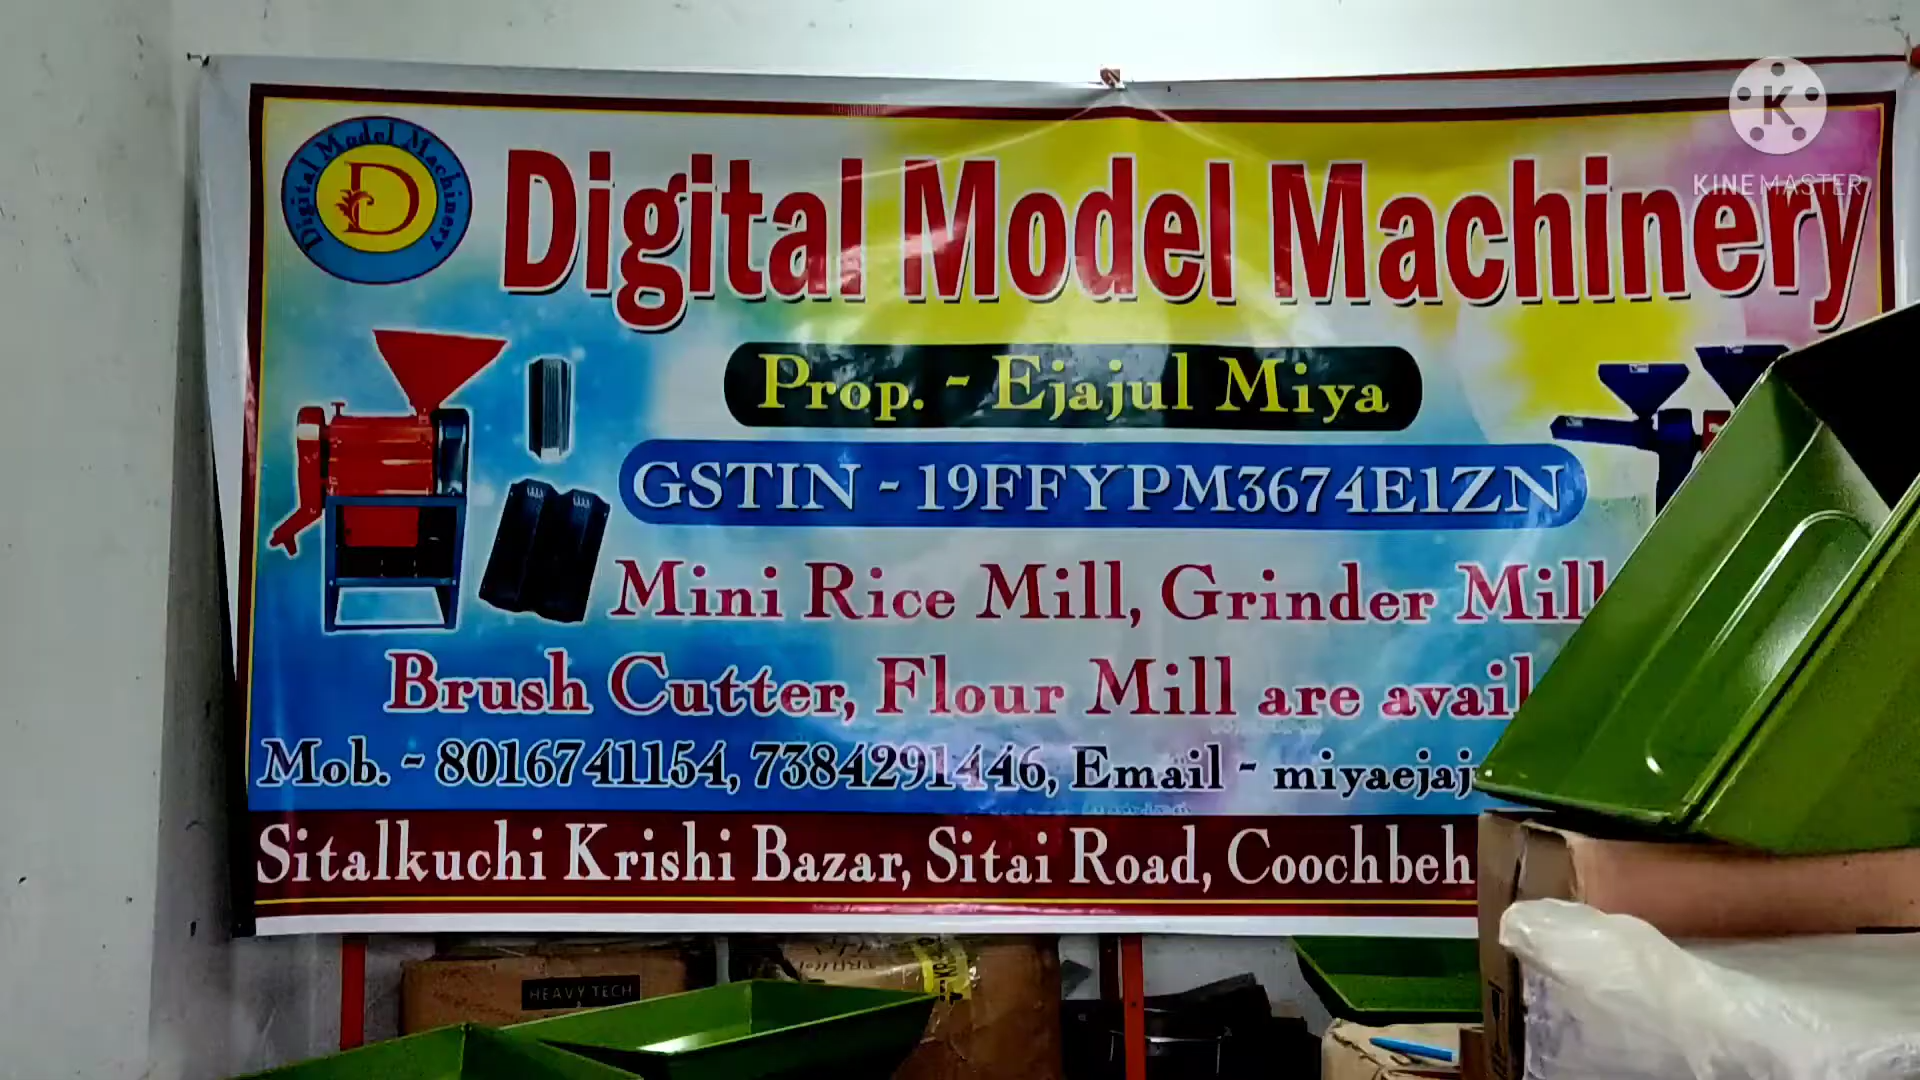 Digital Model Machinery
D
Digital Model Machinery
KINEMASTER
Prop. - Ejajul Miya
GSTIN - 19FFYPM3674E1ZN
Mini Rice Mill, Grinder Mill
Brush Cutter, Flour Mill are avail
Mob. - 8016741154, 7384291446, Email - miyaejaj
Sitalkuchi Krishi Bazar, Sitai Road, Coochbeh
HEAVY TECH